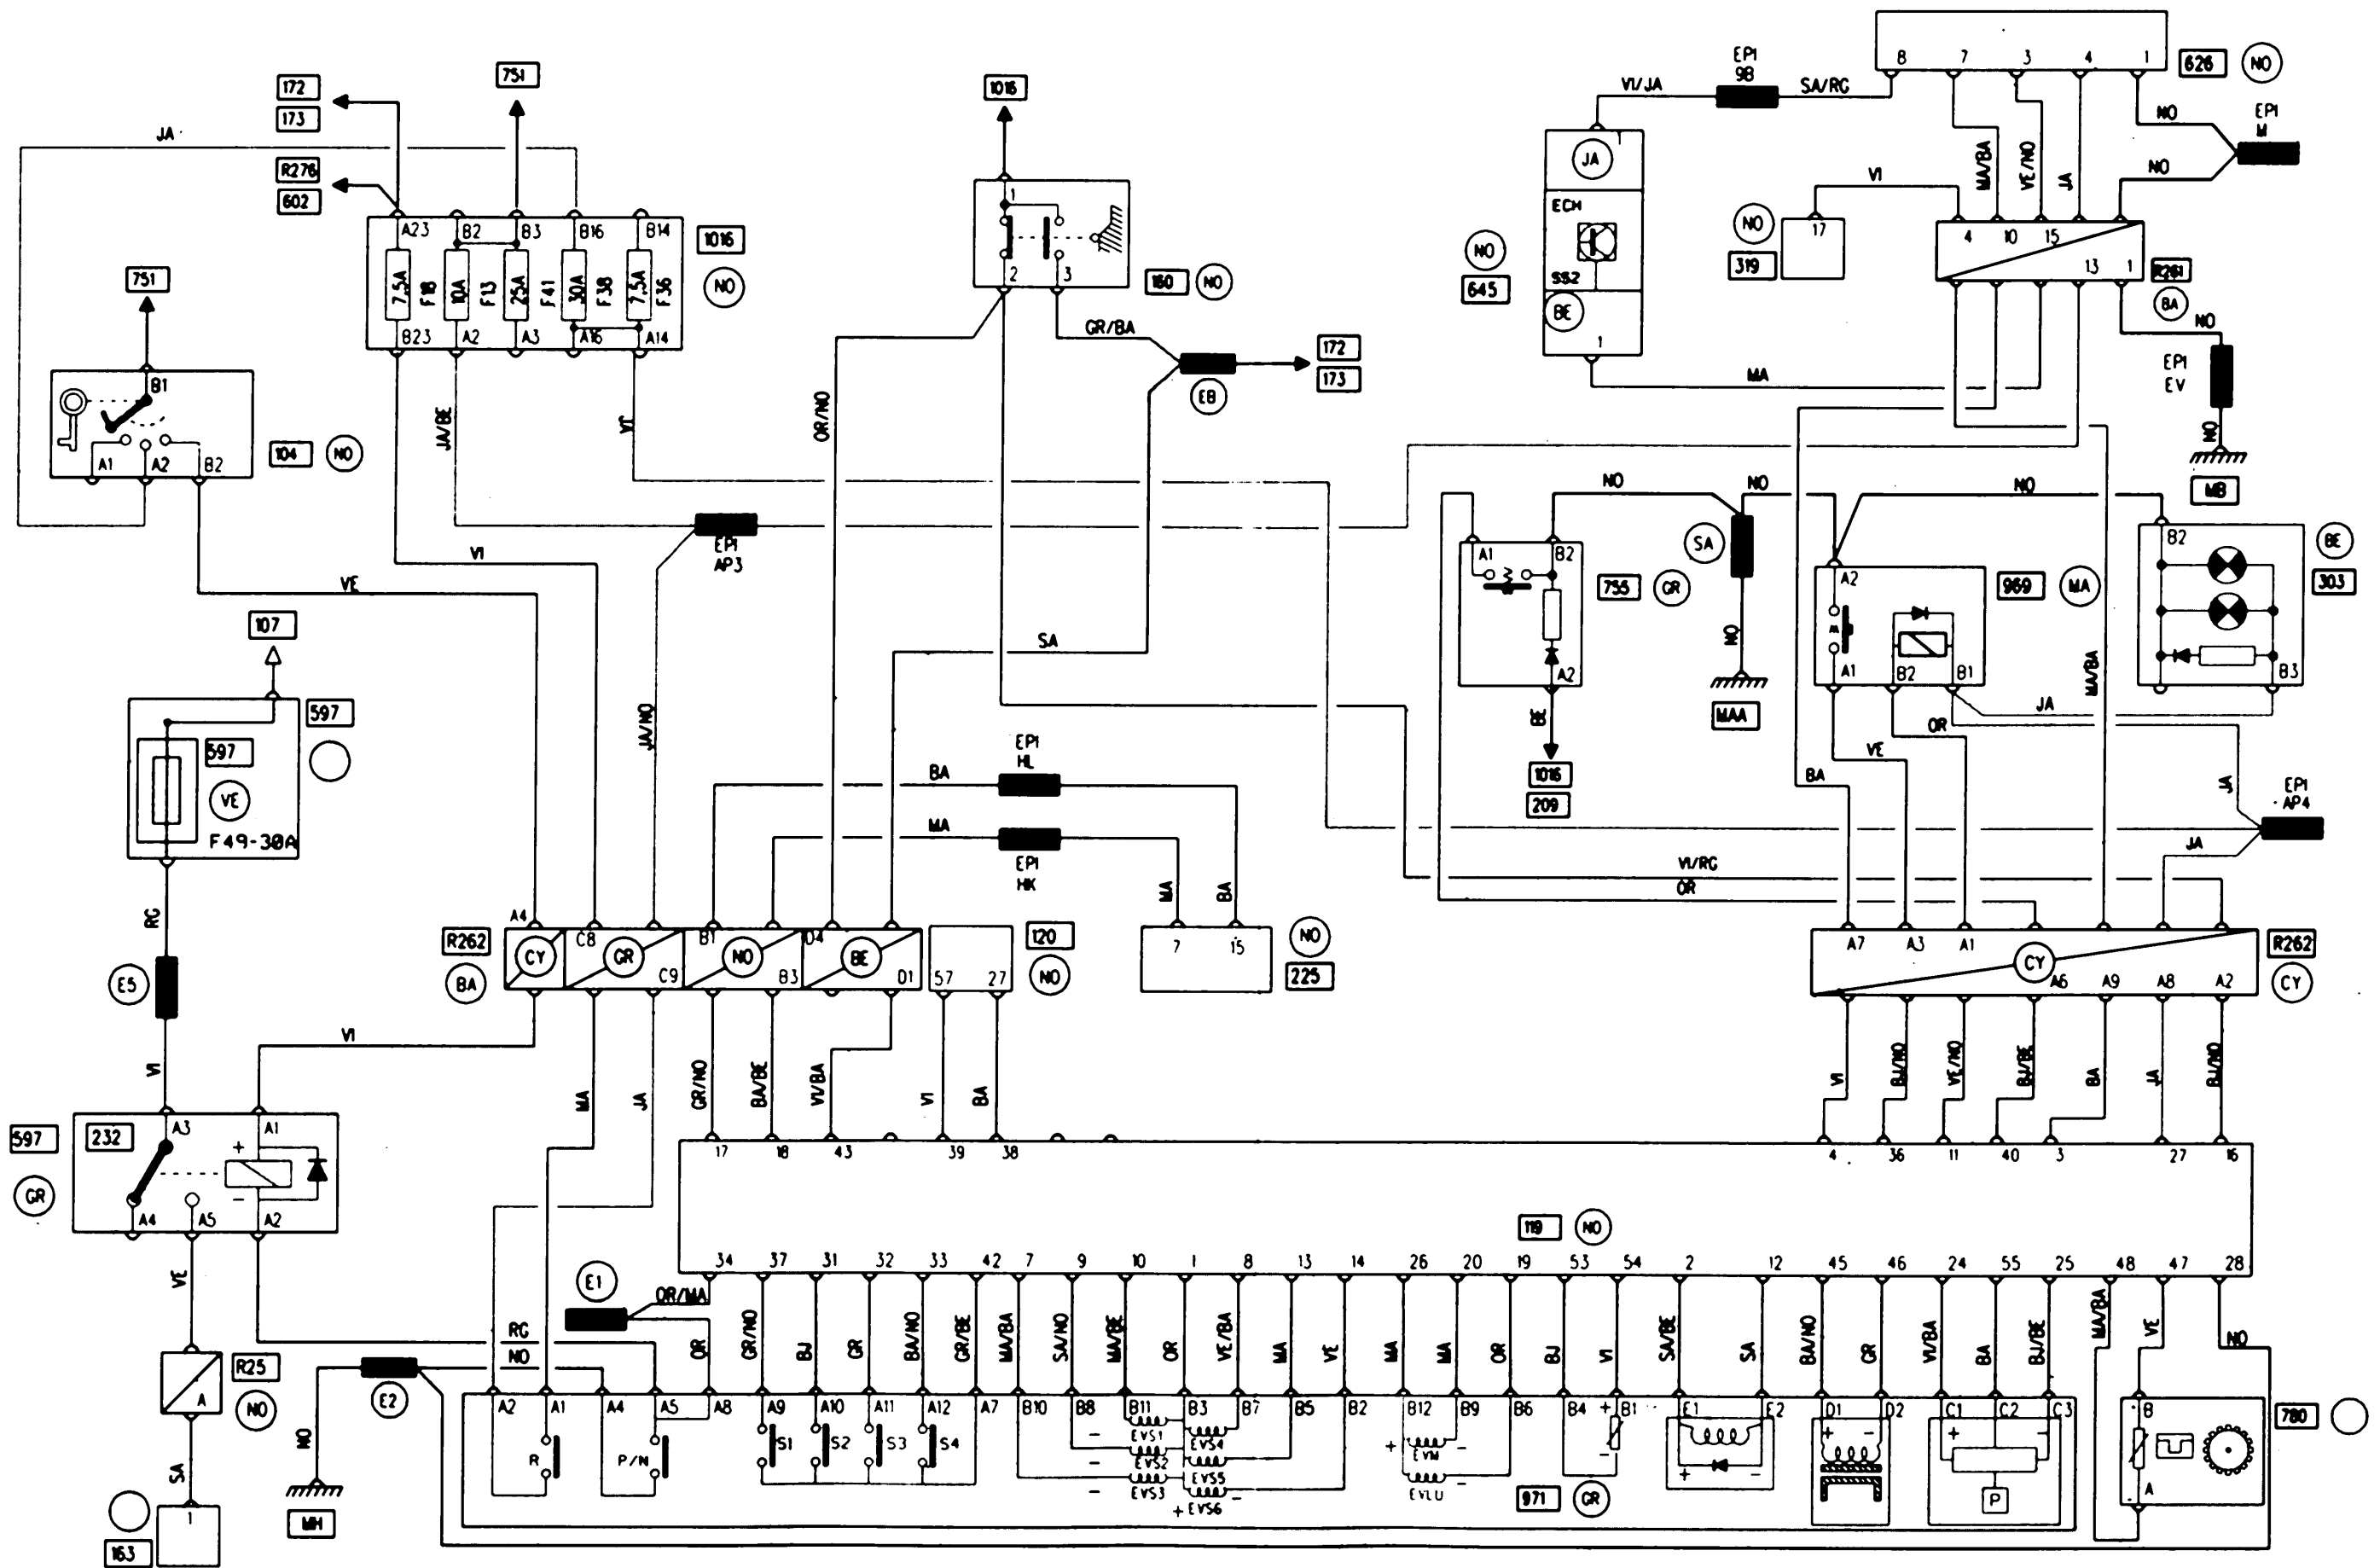 172
173
751
JA
R276
602
A23
B2
B3
B16
B14
7,5A
F18
10A
F13
25A
F41
30A
F38
7,5A
F36
B23
A2
A3
A16
A14
1016
NO
1016
1
2
3
160
NO
GR/BA
EB
172
173
EPI
98
VI/JA
SA/RG
JA
1
ECH
SS2
BE
1
NO
645
8
7
3
4
1
626
NO
MA/BA
VE/NO
JA
NO
NO
EPI
M
VI
NO
17
319
4
10
15
13
1
R261
BA
NO
EPI
EV
NO
MB
MA
751
B1
A1
A2
B2
104
NO
JA/BE
VI
OR/NO
VI
VE
EPI
AP3
SA
JA/NO
NO
NO
NO
SA
NO
MAA
A1
B2
A2
755
GR
BE
1016
209
A2
A1
B2
B1
969
MA
B2
B3
BE
303
JA
OR
VE
MA/BA
BA
JA
JA
EPI
AP4
VI/RG
OR
107
597
597
VE
F49-30A
RG
E5
VI
BA
EPI
HL
MA
EPI
HK
MA
BA
A4
R262
BA
CY
C8
GR
C9
B1
NO
B3
D4
BE
D1
120
NO
57
27
7
15
NO
225
A7
A3
A1
CY
A6
A9
A8
A2
R262
CY
VI
MA
JA
GR/NO
BA/BE
VI/BA
VI
BA
VI
BJ/NO
VE/NO
BJ/BE
BA
JA
BJ/NO
597
232
GR
A3
A1
+
-
A4
A5
A2
17
18
43
39
38
4
36
11
40
3
27
16
119
NO
34
37
31
32
33
42
7
9
10
1
8
13
14
26
20
19
53
54
2
12
45
46
24
55
25
48
47
28
VE
E1
OR/MA
RG
NO
OR
GR/NO
BJ
GR
BA/NO
GR/BE
MA/BA
SA/NO
MA/BE
OR
VE/BA
MA
VE
MA
MA
OR
BJ
VI
SA/BE
SA
BA/NO
GR
VI/BA
BA
BJ/BE
MA/BA
VE
NO
R25
A
NO
E2
NO
MH
SA
1
163
A2
A1
A4
A5
A8
A9
A10
A11
A12
A7
B10
B8
B11
B3
B7
B5
B2
B12
B9
B6
B4
+
B1
E1
E2
D1
D2
C1
C2
C3
R
P/N
S1
S2
S3
S4
-
EVS1
EVS4
-
EVS2
EVS5
-
EVS3
-
+ EVS6
+
EVM
-
EVLU
-
+
-
+
-
+
-
P
971
GR
B
A
780